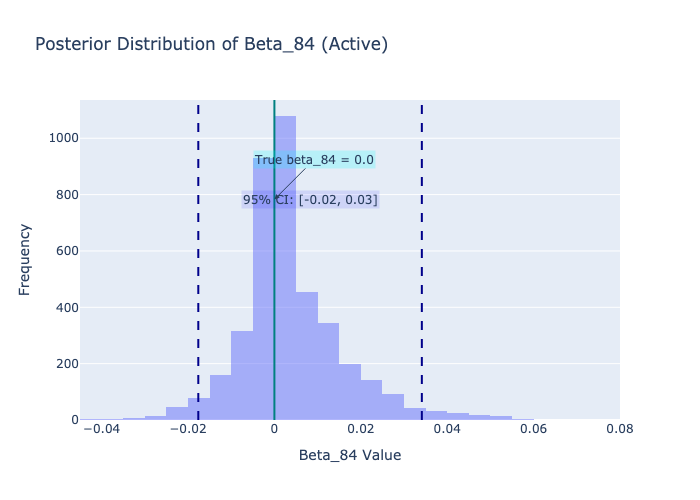 Posterior Distribution of Beta_84 (Active)
1000
800
600
400
200
0
Frequency
True beta_84 = 0.0
95% CI: [-0.02, 0.03]
−0.04
−0.02
0
0.02
0.04
0.06
0.08
Beta_84 Value